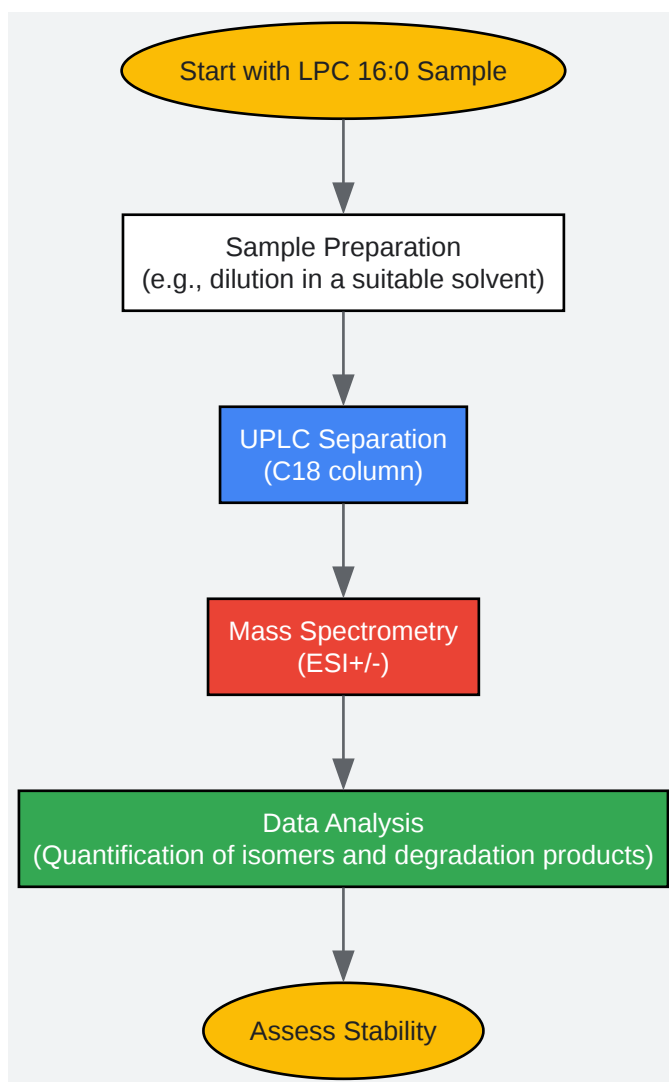 Start with LPC 16:0 Sample
Sample Preparation
(e.g., dilution in a suitable solvent)
UPLC Separation
(C18 column)
Mass Spectrometry
(ESI+/-)
Data Analysis
(Quantification of isomers and degradation products)
Assess Stability